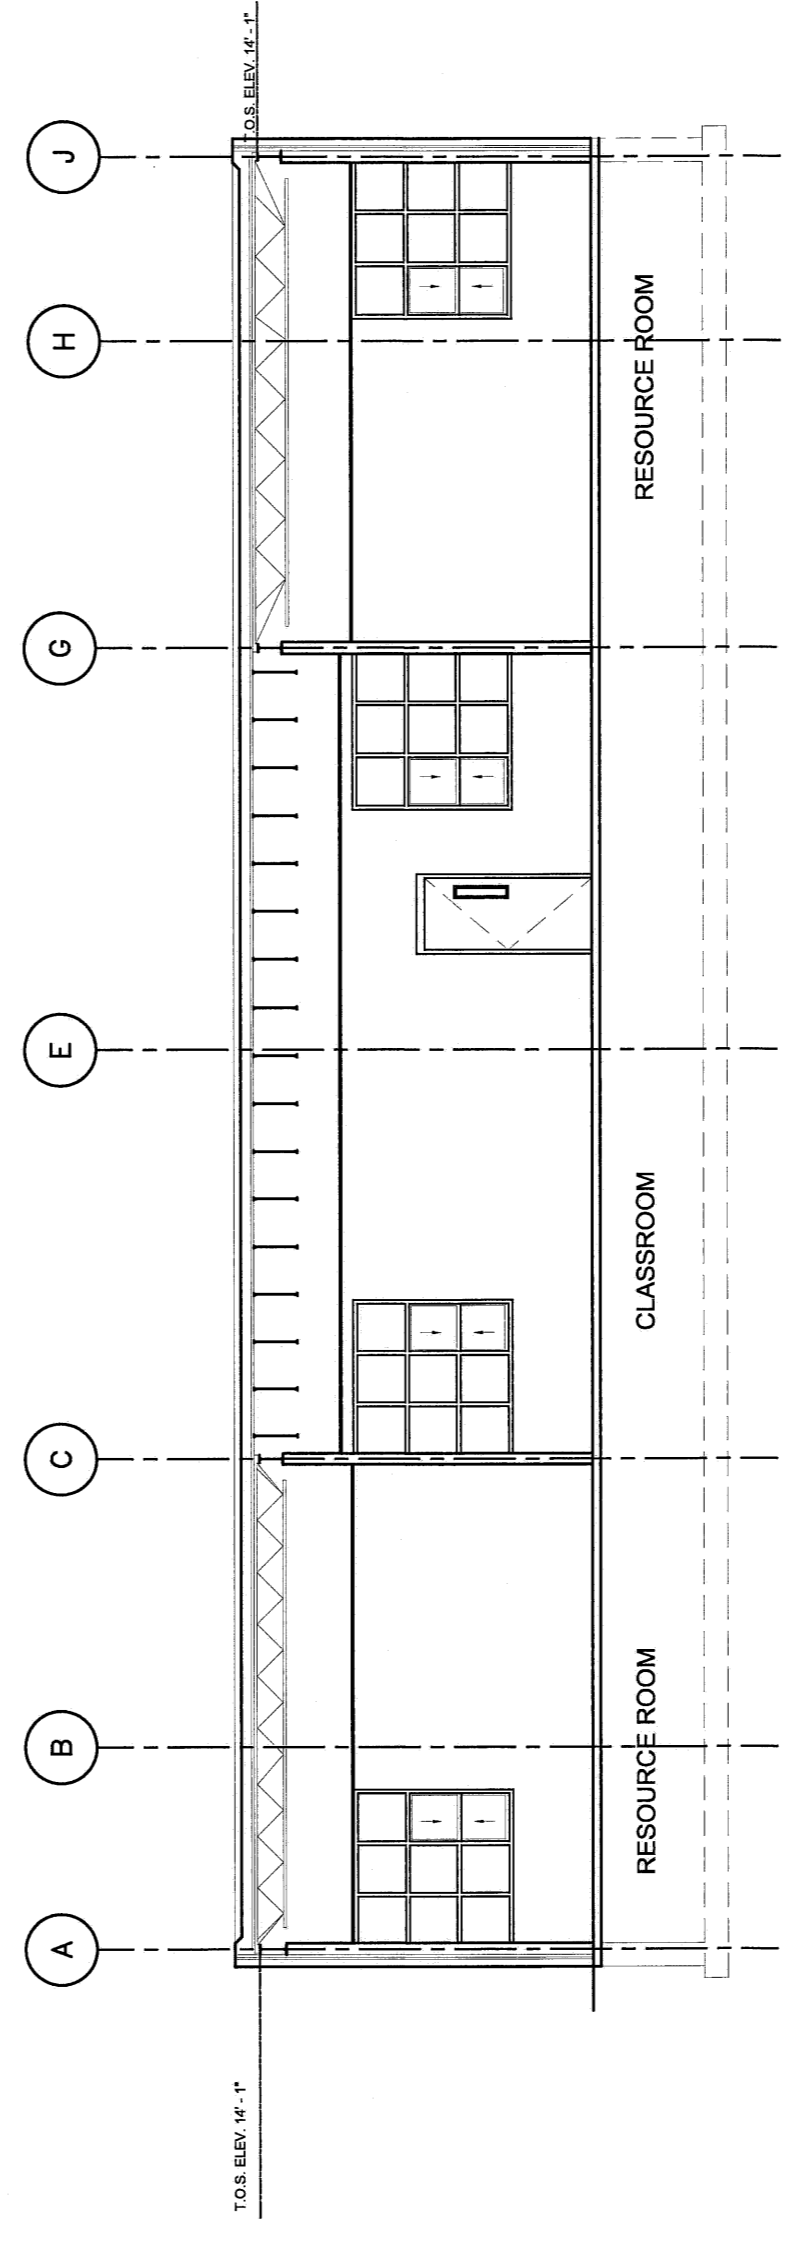 A
B
C
E
G
H
J
T.O.S. ELEV. 14' - 1"
T.O.S. ELEV. 14' - 1"
RESOURCE ROOM
CLASSROOM
RESOURCE ROOM